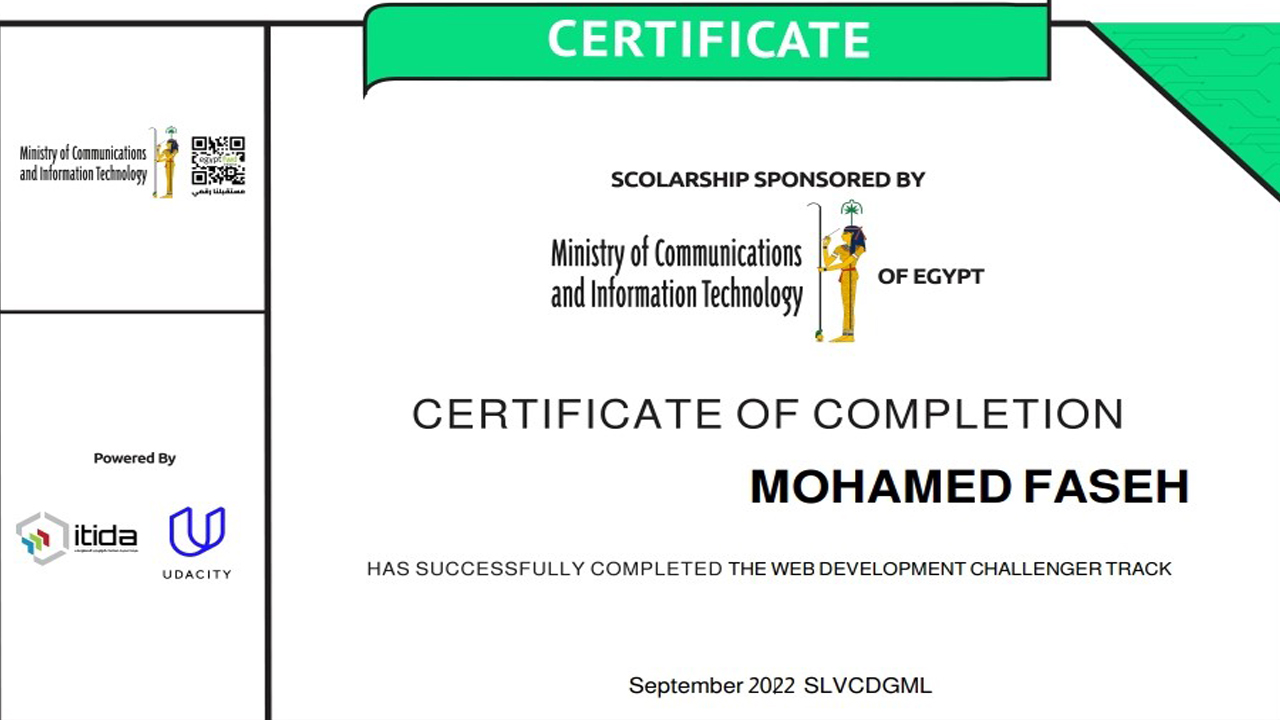 CERTIFICATE
Ministry of Communications
and Information Technology
egypt fwd
مستقبلنا رقمي
SCOLARSHIP SPONSORED BY
Ministry of Communications
and Information Technology
OF EGYPT
CERTIFICATE OF COMPLETION
MOHAMED FASEH
HAS SUCCESSFULLY COMPLETED THE WEB DEVELOPMENT CHALLENGER TRACK
September 2022 SLVCDGML
Powered By
itida
UDACITY